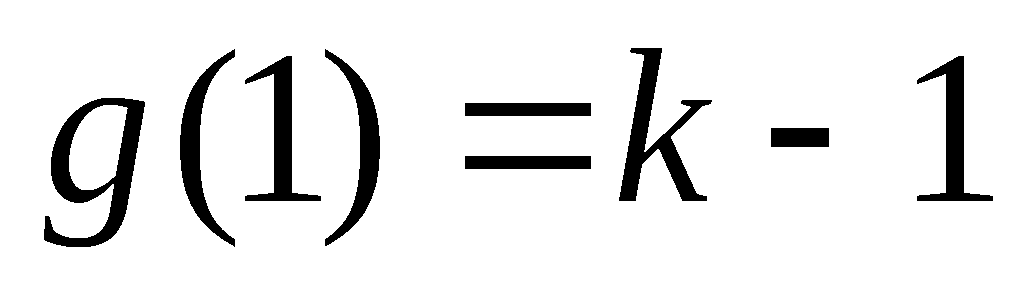 g(1) = k - 1